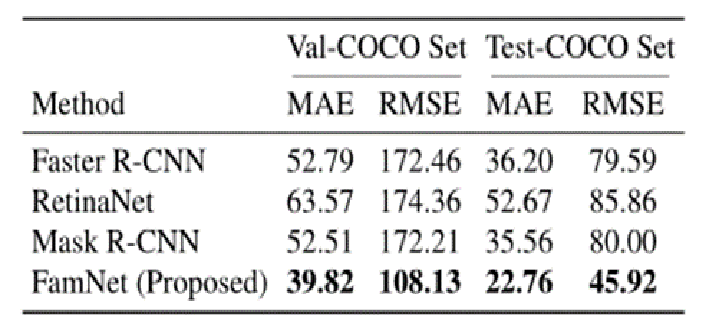 Val-COCO Set Test-COCO Set
Method MAE RMSE MAE RMSE
Faster R-CNN 52.79 172.46 36.20 79.59
RetinaNet 63.57 174.36 52.67 85.86
Mask R-CNN 52.51 172.21 35.56 80.00
FamNet (Proposed) 39.82 108.13 22.76 45.92